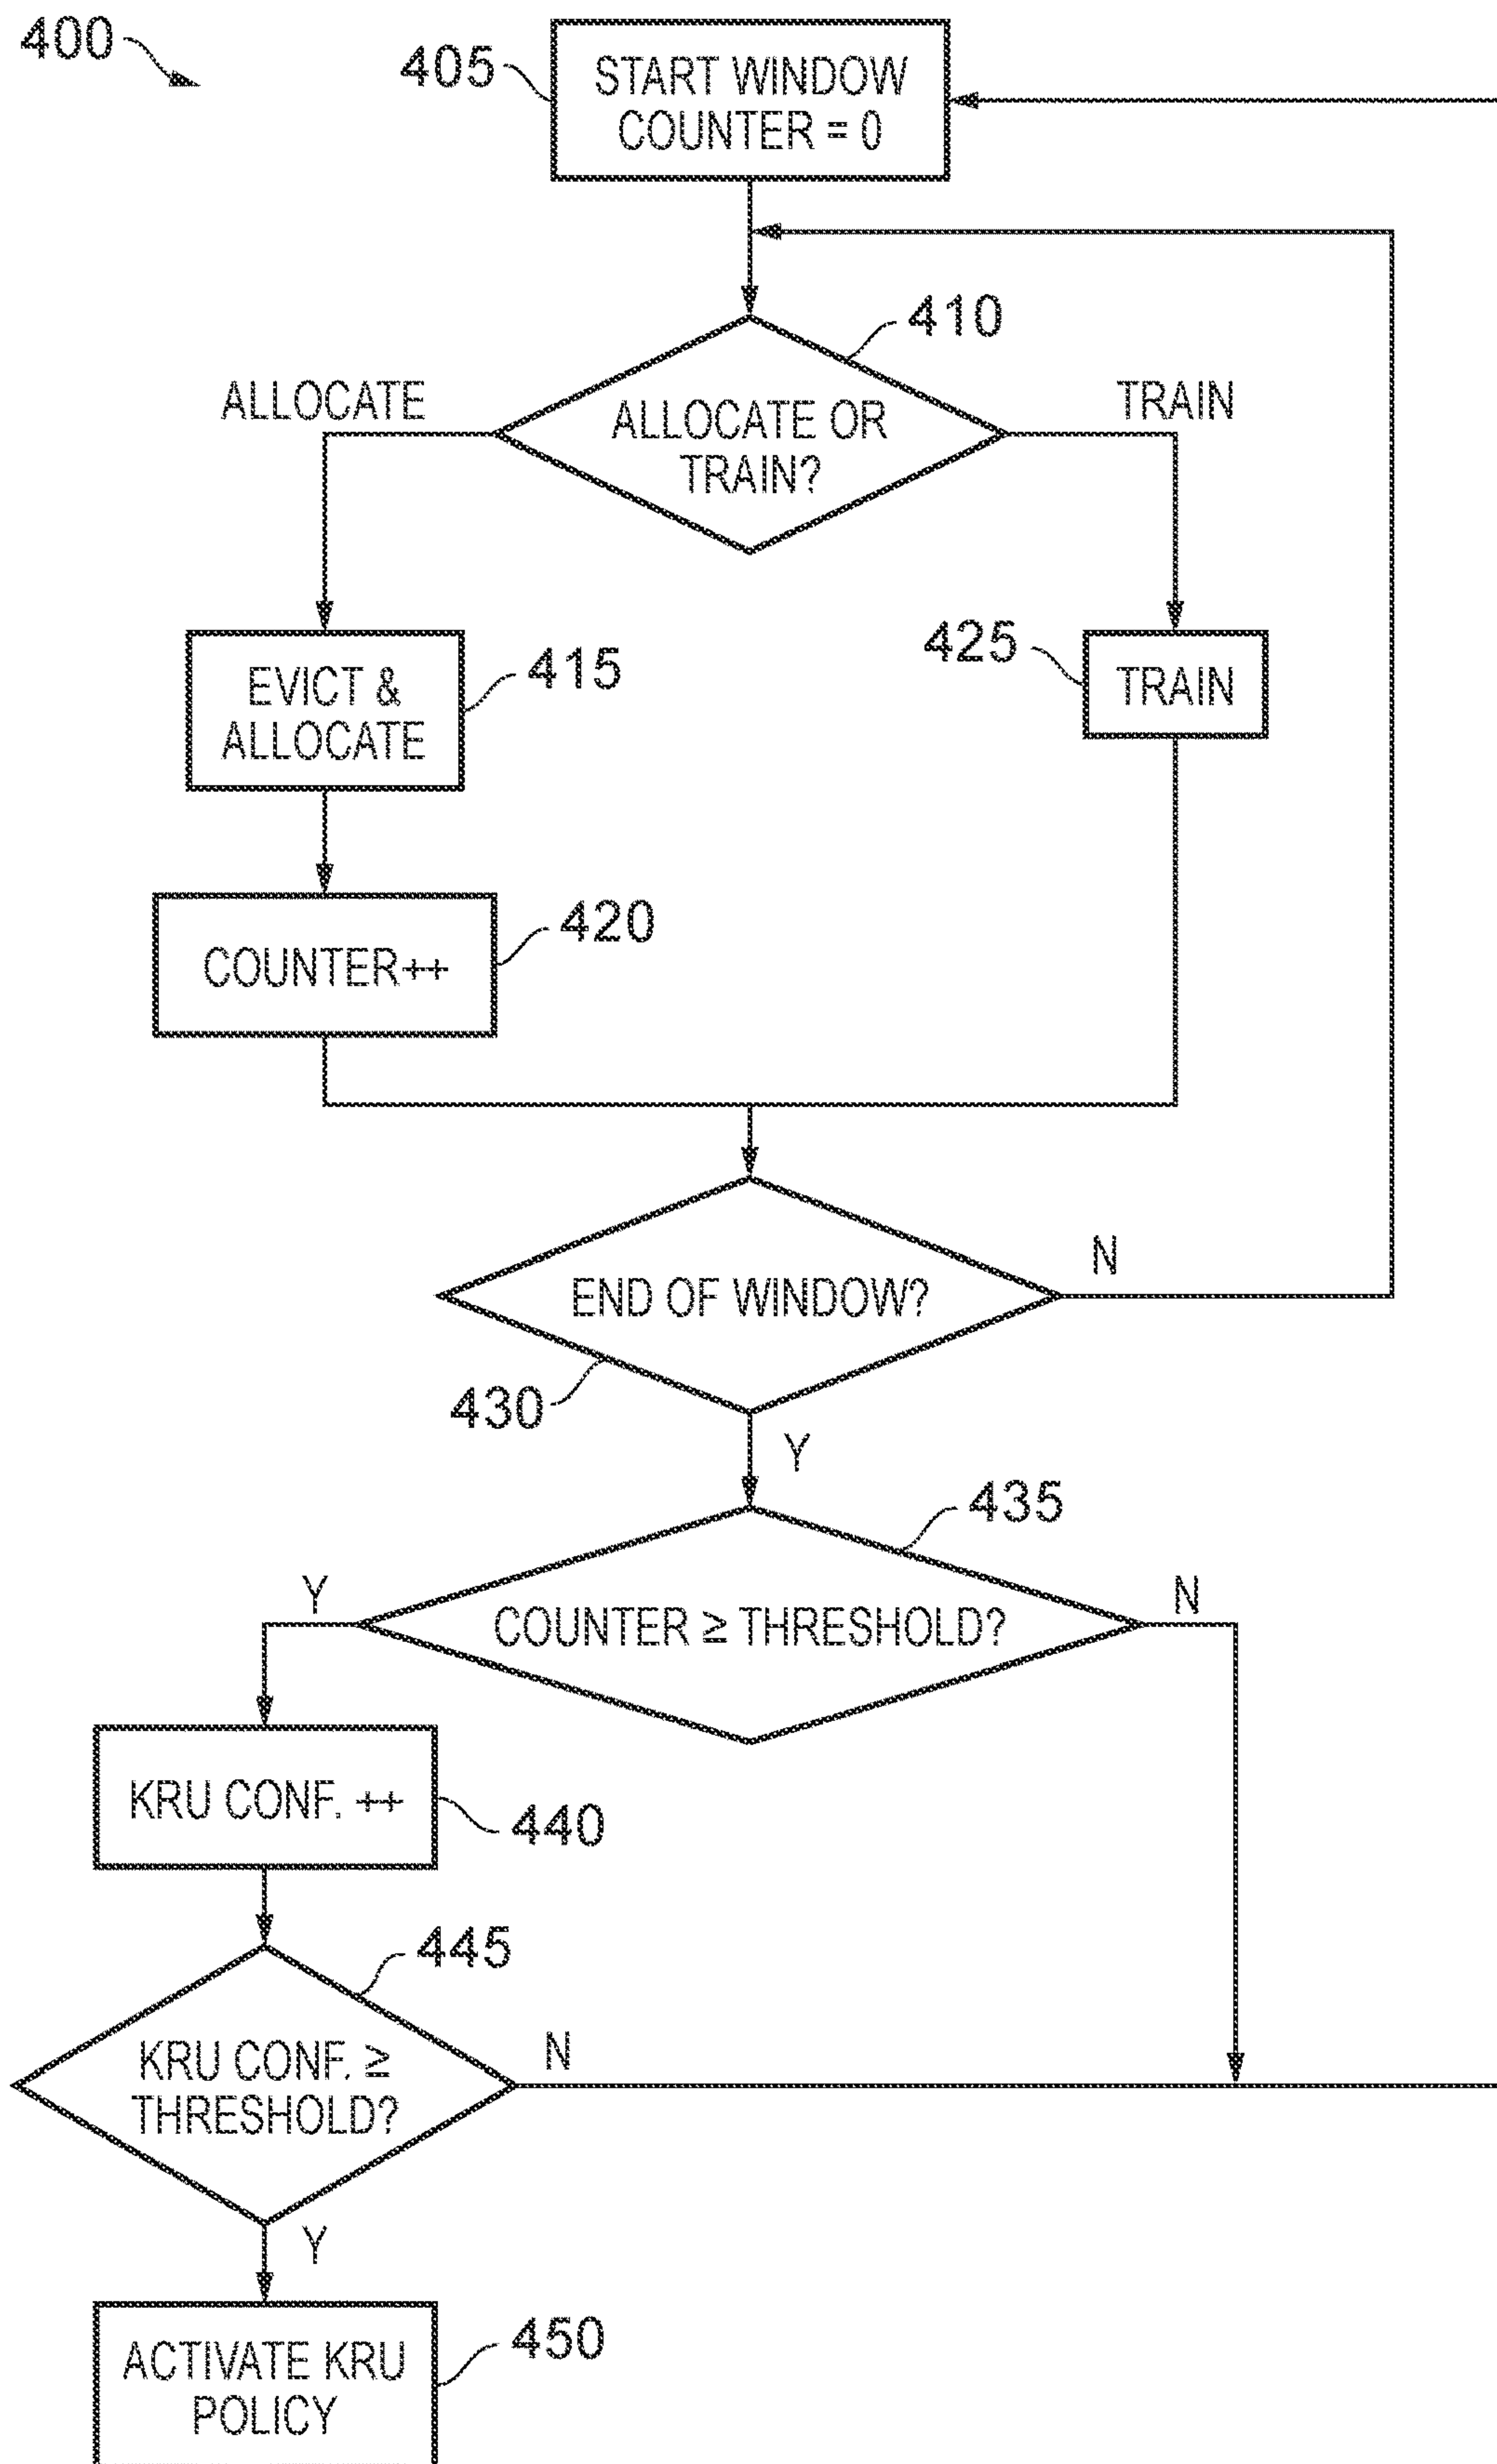 400
405
START WINDOW
COUNTER = 0
410
ALLOCATE
TRAIN
ALLOCATE OR
TRAIN?
415
EVICT &
ALLOCATE
425
TRAIN
420
COUNTER++
END OF WINDOW?
N
430
Y
435
Y
COUNTER ≥ THRESHOLD?
N
KRU CONF. ++
440
445
KRU CONF. ≥
THRESHOLD?
N
Y
ACTIVATE KRU
POLICY
450